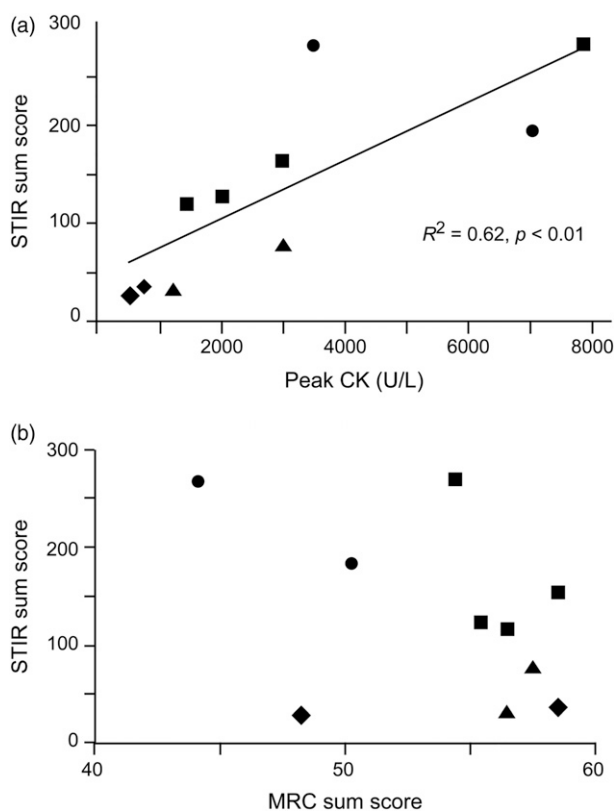 (a)
300
200
100
0
STIR sum score
R² = 0.62, p < 0.01
2000
4000
6000
8000
Peak CK (U/L)
(b)
300
200
100
0
STIR sum score
40
50
60
MRC sum score